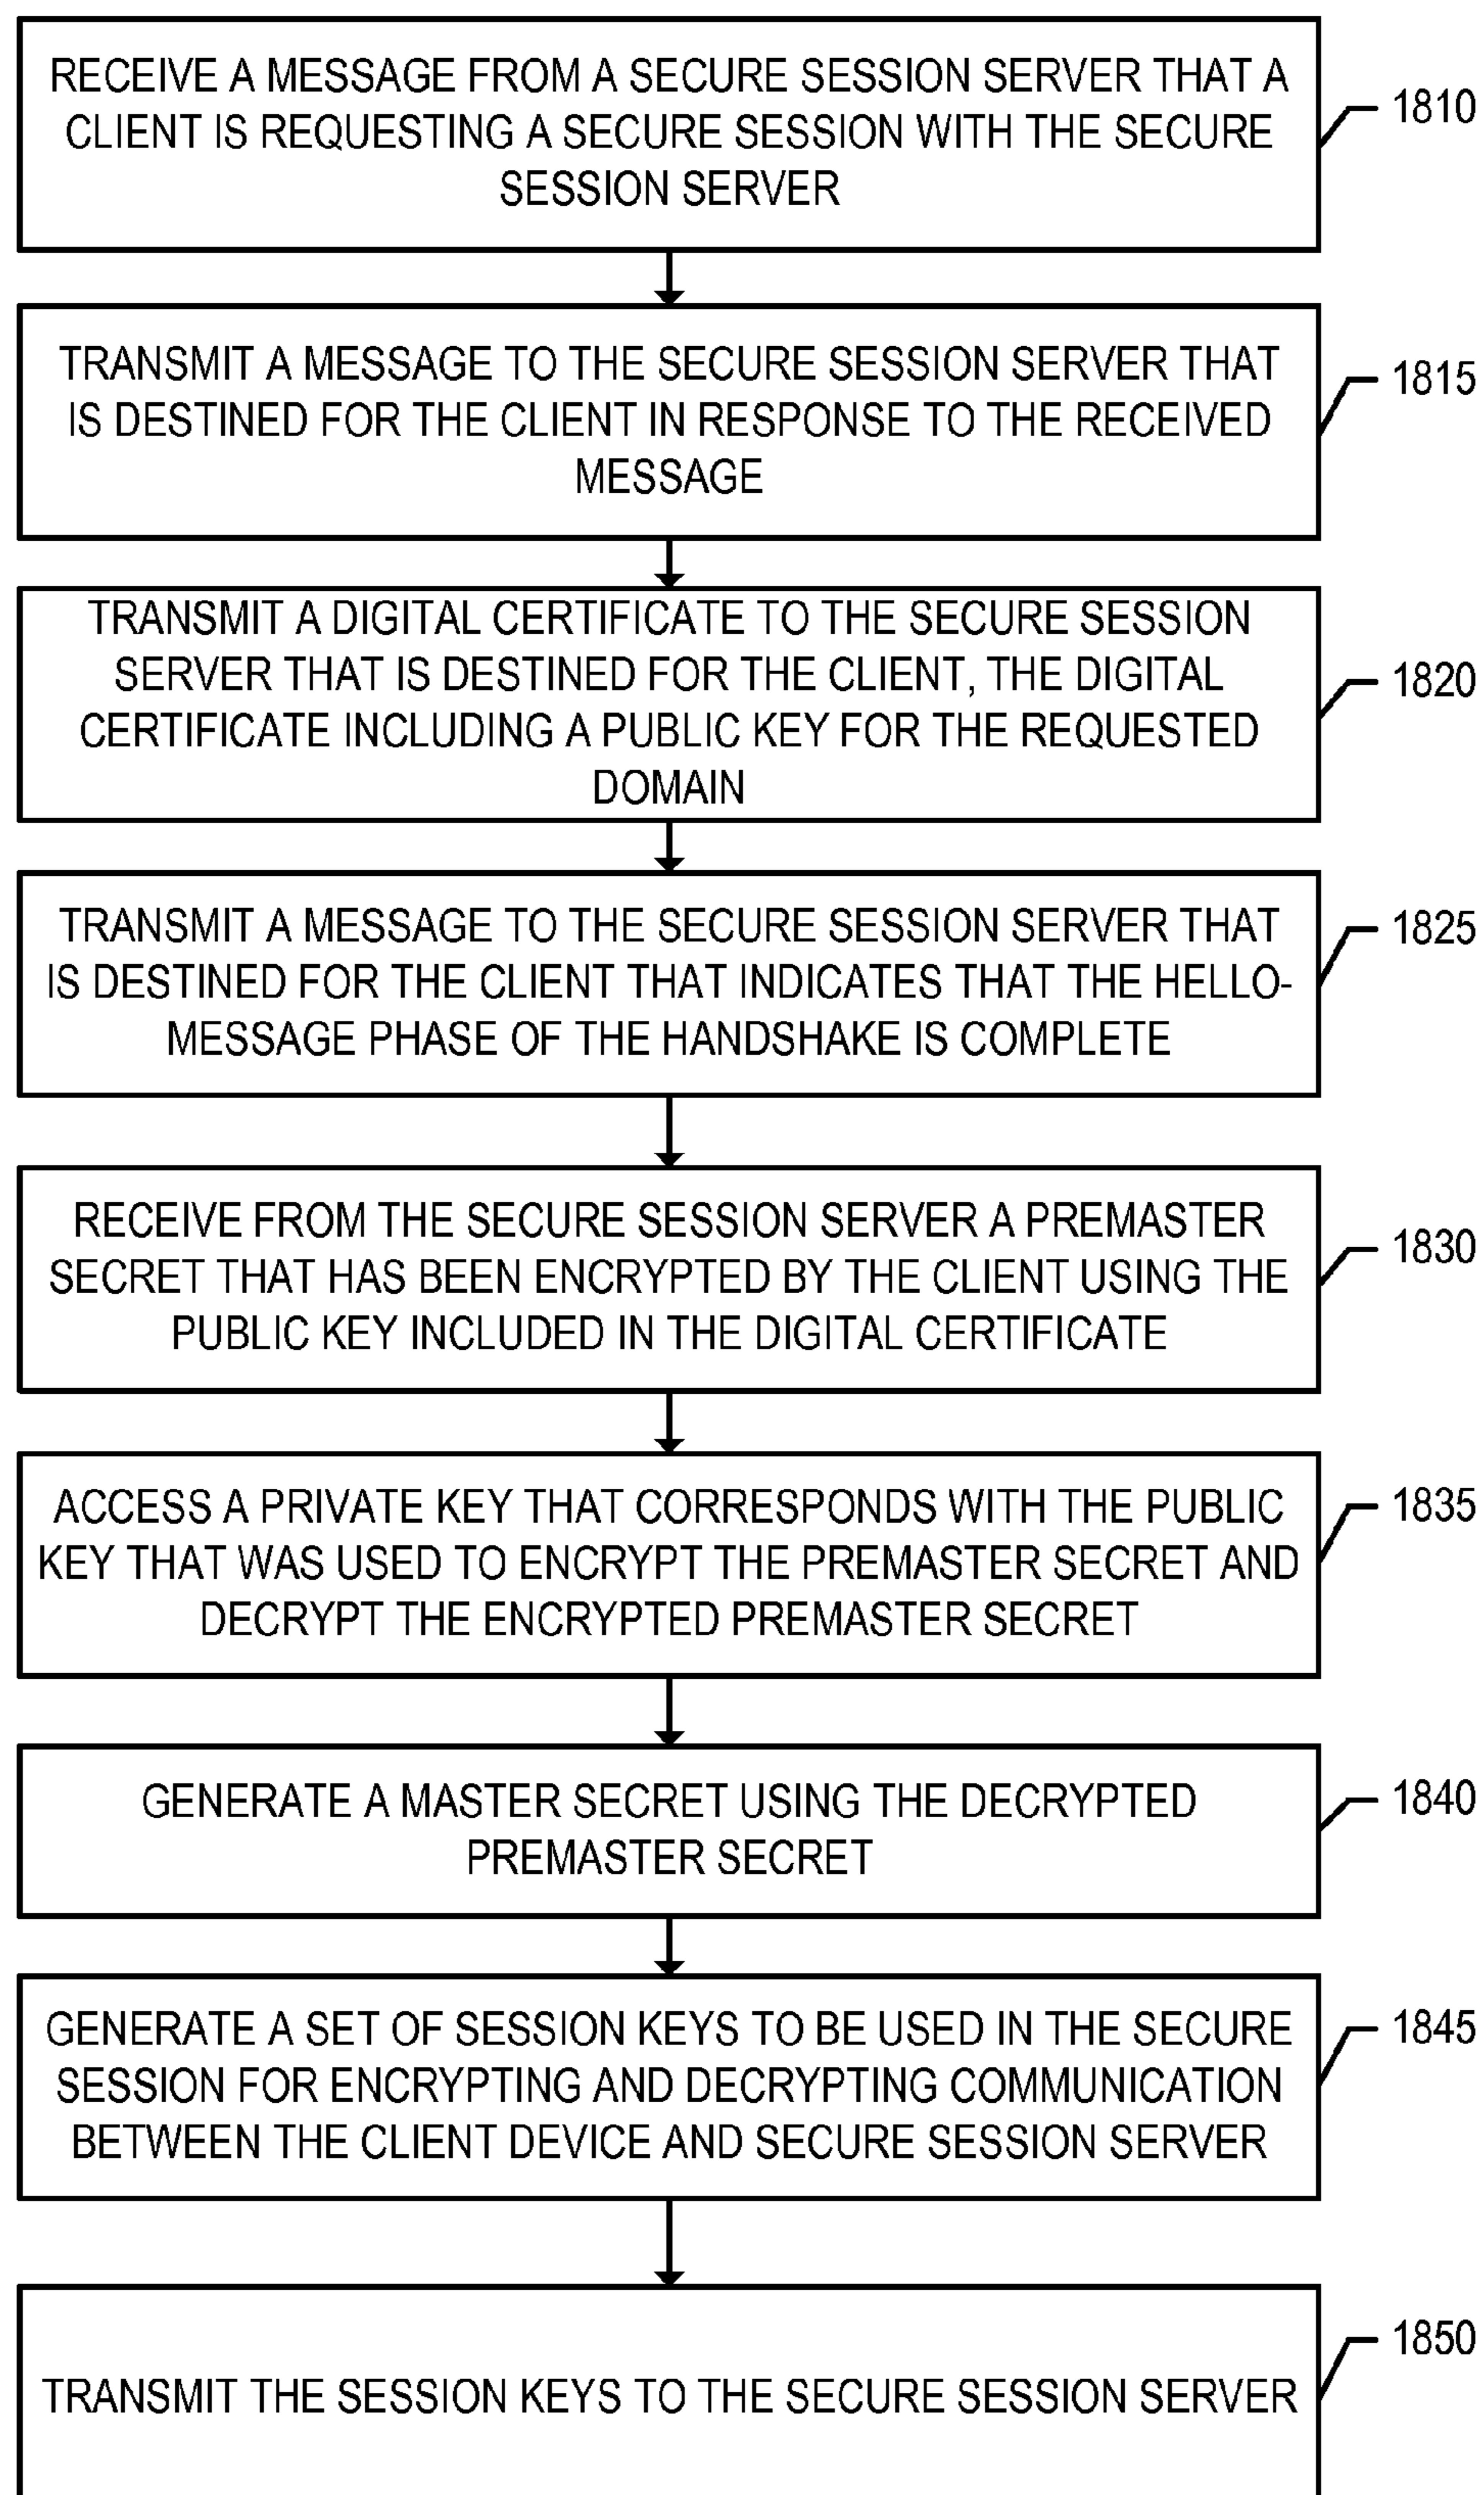 RECEIVE A MESSAGE FROM A SECURE SESSION SERVER THAT A
CLIENT IS REQUESTING A SECURE SESSION WITH THE SECURE
SESSION SERVER
1810
TRANSMIT A MESSAGE TO THE SECURE SESSION SERVER THAT
IS DESTINED FOR THE CLIENT IN RESPONSE TO THE RECEIVED
MESSAGE
1815
TRANSMIT A DIGITAL CERTIFICATE TO THE SECURE SESSION
SERVER THAT IS DESTINED FOR THE CLIENT, THE DIGITAL
CERTIFICATE INCLUDING A PUBLIC KEY FOR THE REQUESTED
DOMAIN
1820
TRANSMIT A MESSAGE TO THE SECURE SESSION SERVER THAT
IS DESTINED FOR THE CLIENT THAT INDICATES THAT THE HELLO-
MESSAGE PHASE OF THE HANDSHAKE IS COMPLETE
1825
RECEIVE FROM THE SECURE SESSION SERVER A PREMASTER
SECRET THAT HAS BEEN ENCRYPTED BY THE CLIENT USING THE
PUBLIC KEY INCLUDED IN THE DIGITAL CERTIFICATE
1830
ACCESS A PRIVATE KEY THAT CORRESPONDS WITH THE PUBLIC
KEY THAT WAS USED TO ENCRYPT THE PREMASTER SECRET AND
DECRYPT THE ENCRYPTED PREMASTER SECRET
1835
GENERATE A MASTER SECRET USING THE DECRYPTED
PREMASTER SECRET
1840
GENERATE A SET OF SESSION KEYS TO BE USED IN THE SECURE
SESSION FOR ENCRYPTING AND DECRYPTING COMMUNICATION
BETWEEN THE CLIENT DEVICE AND SECURE SESSION SERVER
1845
TRANSMIT THE SESSION KEYS TO THE SECURE SESSION SERVER
1850